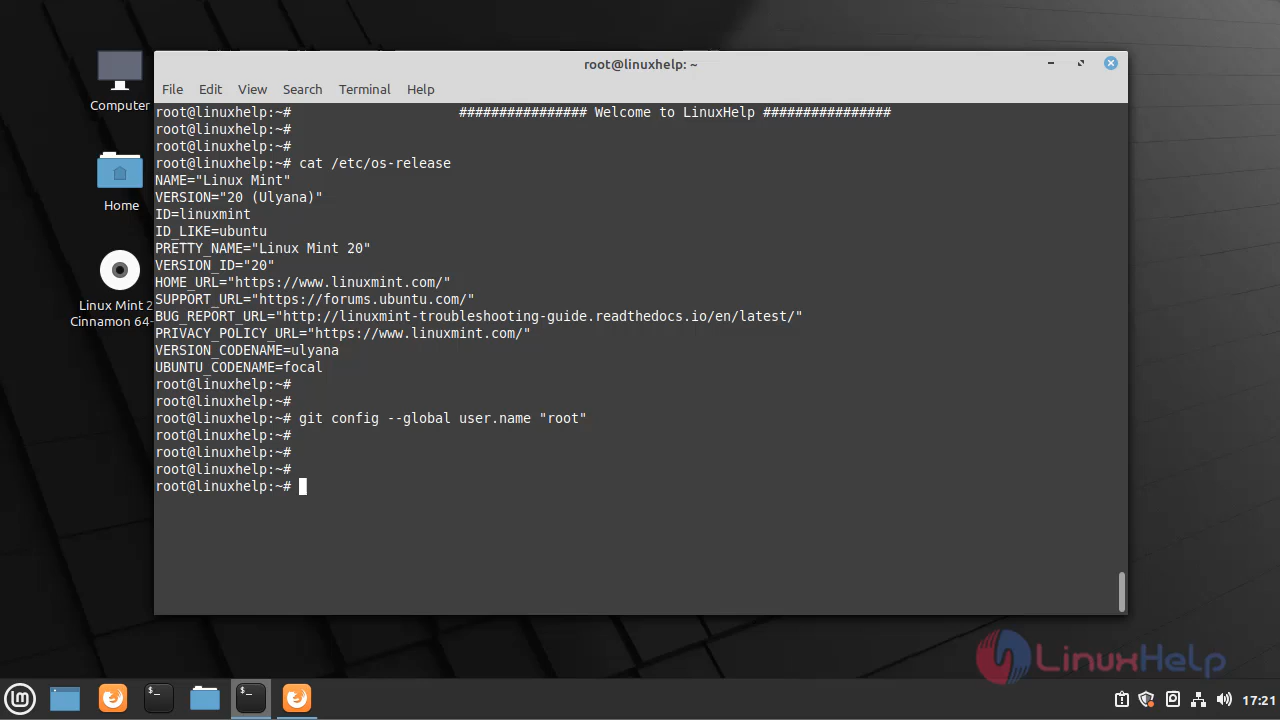 root@linuxhelp: ~
File Edit View Search Terminal Help
root@linuxhelp:~# ################ Welcome to LinuxHelp ################
root@linuxhelp:~#
root@linuxhelp:~#
root@linuxhelp:~# cat /etc/os-release
NAME="Linux Mint"
VERSION="20 (Ulyana)"
ID=linuxmint
ID_LIKE=ubuntu
PRETTY_NAME="Linux Mint 20"
VERSION_ID="20"
HOME_URL="https://www.linuxmint.com/"
SUPPORT_URL="https://forums.ubuntu.com/"
BUG_REPORT_URL="http://linuxmint-troubleshooting-guide.readthedocs.io/en/latest/"
PRIVACY_POLICY_URL="https://www.linuxmint.com/"
VERSION_CODENAME=ulyana
UBUNTU_CODENAME=focal
root@linuxhelp:~#
root@linuxhelp:~#
root@linuxhelp:~# git config --global user.name "root"
root@linuxhelp:~#
root@linuxhelp:~#
root@linuxhelp:~#
root@linuxhelp:~#
Computer
Home
Linux Mint 2
Cinnamon 64-
LinuxHelp
17:21